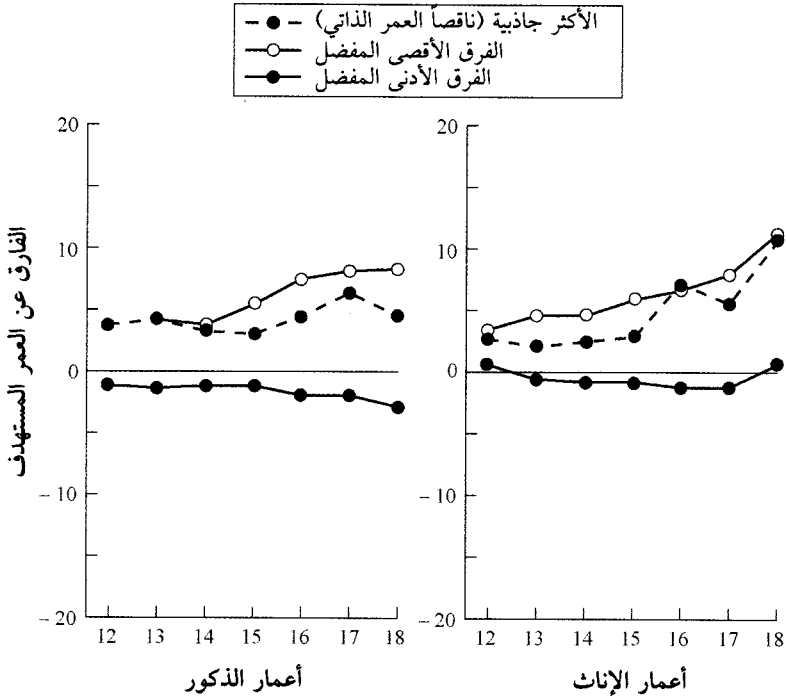 الأكثر جاذبية (ناقصاً العمر الذاتي)
الفرق الأقصى المفضل
الفرق الأدنى المفضل
الفارق عن العمر المستهدف
20
10
0
– 10
– 20
12 13 14 15 16 17 18
أعمار الذكور
20
10
0
– 10
– 20
12 13 14 15 16 17 18
أعمار الإناث